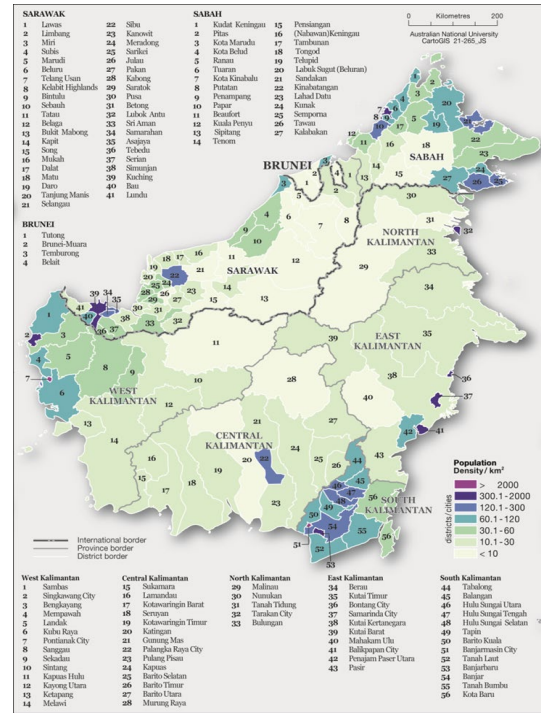 SARAWAK
1 Lawas
2 Limbang
3 Miri
4 Subis
5 Marudi
6 Beluru
7 Telang Usan
8 Kelabit Highlands
9 Bintulu
10 Sebauh
11 Tatau
12 Belaga
13 Bukit Mabong
14 Kapit
15 Song
16 Mukah
17 Dalat
18 Matu
19 Daro
20 Tanjung Manis
21 Selangau
22 Sibu
23 Kanowit
24 Meradong
25 Sarikei
26 Julau
27 Pakan
28 Kabong
29 Saratok
30 Pusa
31 Betong
32 Lubok Antu
33 Sri Aman
34 Samarahan
35 Asajaya
36 Tebedu
37 Serian
38 Simunjan
39 Kuching
40 Bau
41 Lundu
BRUNEI
1 Tutong
2 Brunei-Muara
3 Temburong
4 Belait
SABAH
1 Kudat Keningau
2 Pitas
3 Kota Marudu
4 Kota Belud
5 Ranau
6 Tuaran
7 Kota Kinabalu
8 Putatan
9 Penampang
10 Papar
11 Beaufort
12 Kuala Penyu
13 Sipitang
14 Tenom
15 Pensiangan
16 (Nabawan)Keningau
17 Tambunan
18 Tongod
19 Telupid
20 Labuk Sugut (Beluran)
21 Sandakan
22 Kinabatangan
23 Lahad Datu
24 Kunak
25 Semporna
26 Tawau
27 Kalabakan
0 Kilometres 200
Australian National University
CartoGIS 21-265_JS
BRUNEI
SABAH
SARAWAK
NORTH
KALIMANTAN
EAST
KALIMANTAN
WEST
KALIMANTAN
CENTRAL
KALIMANTAN
SOUTH
KALIMANTAN
Population
Density/ km²
districts/cities
> 2000
300.1-2000
120.1-300
60.1-120
30.1-60
10.1-30
< 10
International border
Province border
District border
West Kalimantan
1 Sambas
2 Singkawang City
3 Bengkayang
4 Mempawah
5 Landak
6 Kubu Raya
7 Pontianak City
8 Sanggau
9 Sekadau
10 Sintang
11 Kapuas Hulu
12 Kayong Utara
13 Ketapang
14 Melawi
Central Kalimantan
15 Sukamara
16 Lamandau
17 Kotawaringin Barat
18 Seruyan
19 Kotawaringin Timur
20 Katingan
21 Gunung Mas
22 Palangka Raya City
23 Pulang Pisau
24 Kapuas
25 Barito Selatan
26 Barito Timur
27 Barito Utara
28 Murung Raya
North Kalimantan
29 Malinau
30 Nunukan
31 Tanah Tidung
32 Tarakan City
33 Bulungan
East Kalimantan
34 Berau
35 Kutai Timur
36 Bontang City
37 Samarinda City
38 Kutai Kertanegara
39 Kutai Barat
40 Mahakam Ulu
41 Balikpapan City
42 Penajam Paser Utara
43 Pasir
South Kalimantan
44 Tabalong
45 Balangan
46 Hulu Sungai Utara
47 Hulu Sungai Tengah
48 Hulu Sungai Selatan
49 Tapin
50 Barito Kuala
51 Banjarmasin City
52 Tanah Laut
53 Banjarbaru
54 Banjar
55 Tanah Bumbu
56 Kota Baru